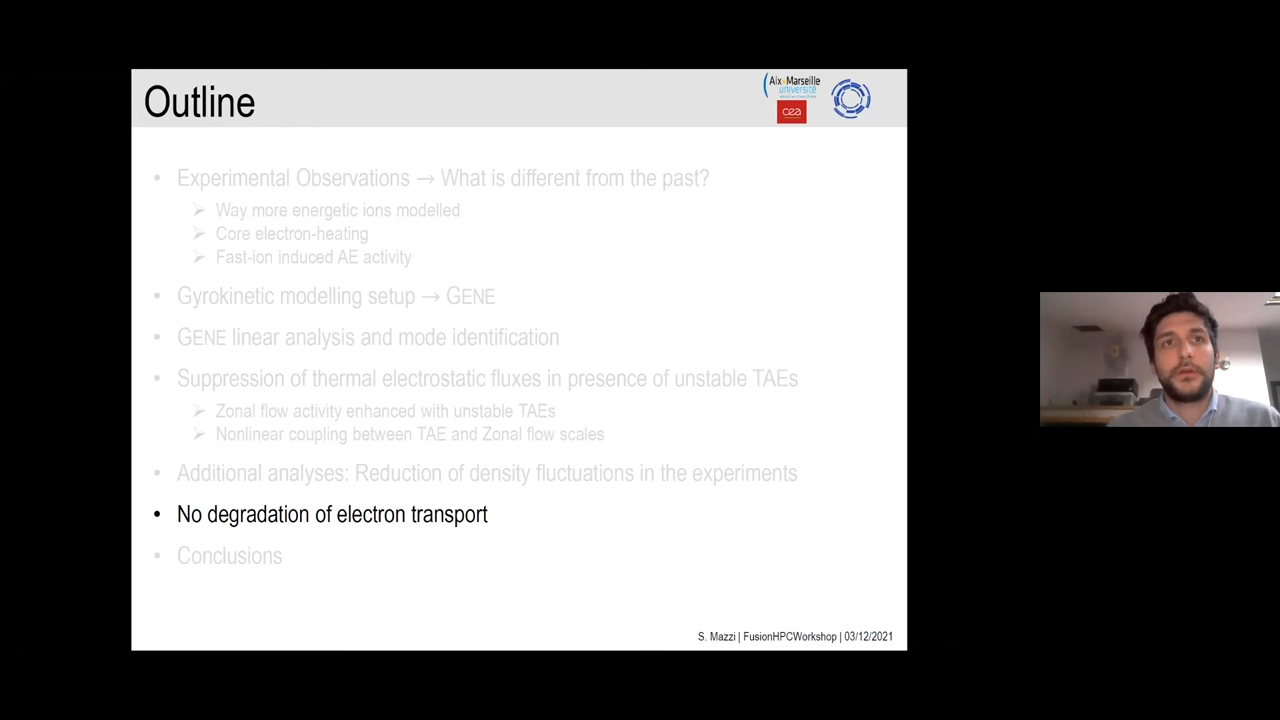 Outline
Aix*Marseille
université
cea
• Experimental Observations → What is different from the past?
➢ Way more energetic ions modelled
➢ Core electron-heating
➢ Fast-ion induced AE activity
• Gyrokinetic modelling setup → GENE
• GENE linear analysis and mode identification
• Suppression of thermal electrostatic fluxes in presence of unstable TAEs
➢ Zonal flow activity enhanced with unstable TAEs
➢ Nonlinear coupling between TAE and Zonal flow scales
• Additional analyses: Reduction of density fluctuations in the experiments
• No degradation of electron transport
• Conclusions
S. Mazzi | FusionHPCWorkshop | 03/12/2021